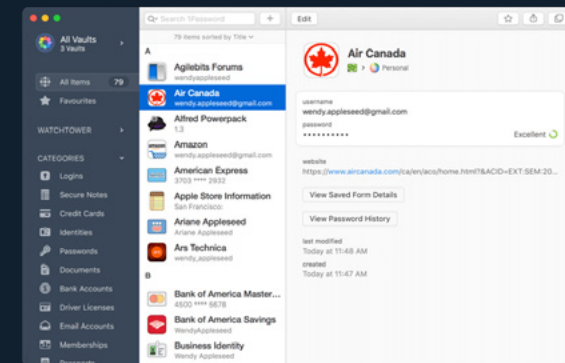 All Vaults
3 Vaults
All Items 79
Favourites
WATCHTOWER
CATEGORIES
Logins
Secure Notes
Credit Cards
Identities
Passwords
Documents
Bank Accounts
Driver Licenses
Email Accounts
Memberships
Passports
Search 1Password
79 items sorted by Title
A
Agilebits Forums
wendyappleseed
Air Canada
wendy.appleseed@gmail.com
Alfred Powerpack
1.3
Amazon
wendy.appleseed@gmail.com
American Express
3703 **** 2932
Apple Store Information
San Francisco:
Ariane Appleseed
Ariane Appleseed
Ars Technica
wendy_appleseed
B
Bank of America Master...
4500 **** 6678
Bank of America Savings
WendyAppleseed
Business Identity
Wendy Appleseed
Edit
Air Canada
Personal
username
wendy.appleseed@gmail.com
password
•••••••••• Excellent
website
https://www.aircanada.com/ca/en/aco/home.html?&ACID=EXT:SEM:20...
View Saved Form Details
View Password History
last modified
Today at 11:48 AM
created
Today at 11:47 AM